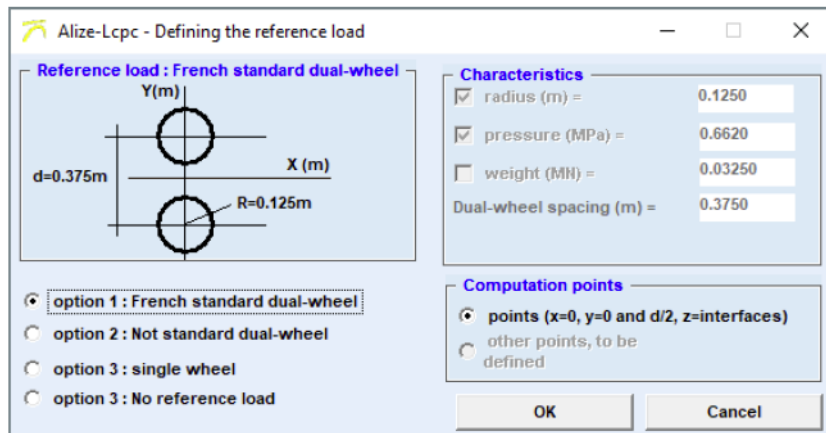 Alize-Lcpc - Defining the reference load
Reference load : French standard dual-wheel
Y(m)
X (m)
d=0.375m
R=0.125m
option 1 : French standard dual-wheel
option 2 : Not standard dual-wheel
option 3 : single wheel
option 3 : No reference load
Characteristics
radius (m) = 0.1250
pressure (MPa) = 0.6620
weight (MN) = 0.03250
Dual-wheel spacing (m) = 0.3750
Computation points
points (x=0, y=0 and d/2, z=interfaces)
other points, to be
defined
OK Cancel